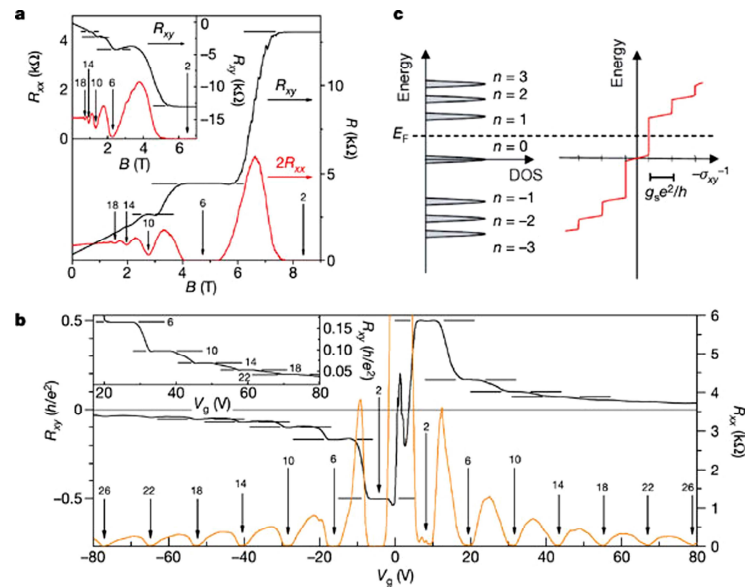 a
R_xx (kΩ)
4
2
0
0
2
4
6
8
B (T)
R_xy
R_xy (kΩ)
0
−5
−10
−15
14
18
10
6
2
2
4
6
B (T)
R_xy
2R_xx
18
14
10
6
2
10
5
0
R (kΩ)
c
Energy
n = 3
n = 2
n = 1
E_F
n = 0
DOS
n = −1
n = −2
n = −3
Energy
−σ_xy⁻¹
g_s e²/h
b
R_xy (h/e²)
0.5
0
−0.5
6
10
14
18
22
R_xy (h/e²)
0.15
0.10
0.05
20
40
60
80
V_g (V)
2
2
26
22
18
14
10
6
6
10
14
18
22
26
6
5
4
3
2
1
0
R_xx (kΩ)
−80
−60
−40
−20
0
20
40
60
80
V_g (V)